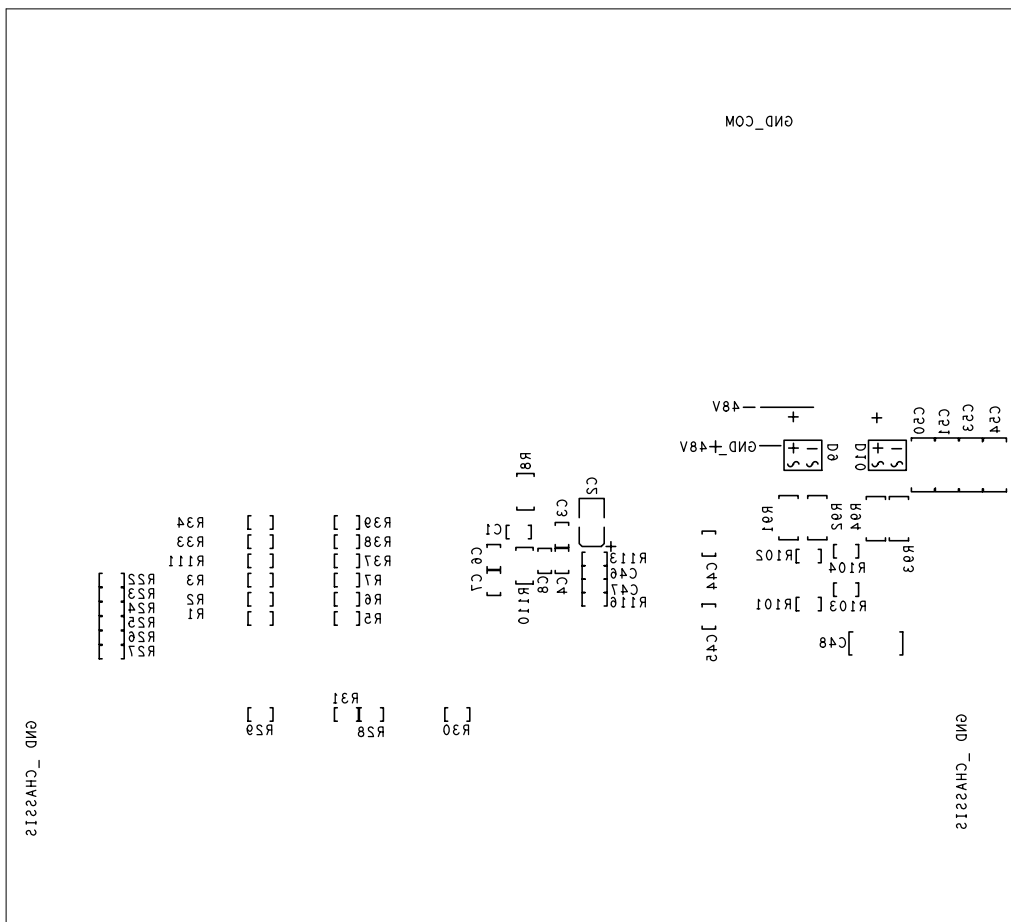 GND_COM
-48V
GND_+48V
+
+
C50
C51
C53
C54
D9
D10
+
~
-
~
+
~
-
~
R8
C2
C3
C1
R91
R92
R94
R93
R34
R33
R111
R3
R2
R1
R39
R38
R37
R7
R6
R5
C6
C7
R110
C8
C4
+
R113
C46
C47
R116
C44
C45
R102
R104
R101
R103
C48
R22
R23
R24
R25
R26
R27
R31
R29
R28
R30
GND_CHASSIS
GND_CHASSIS